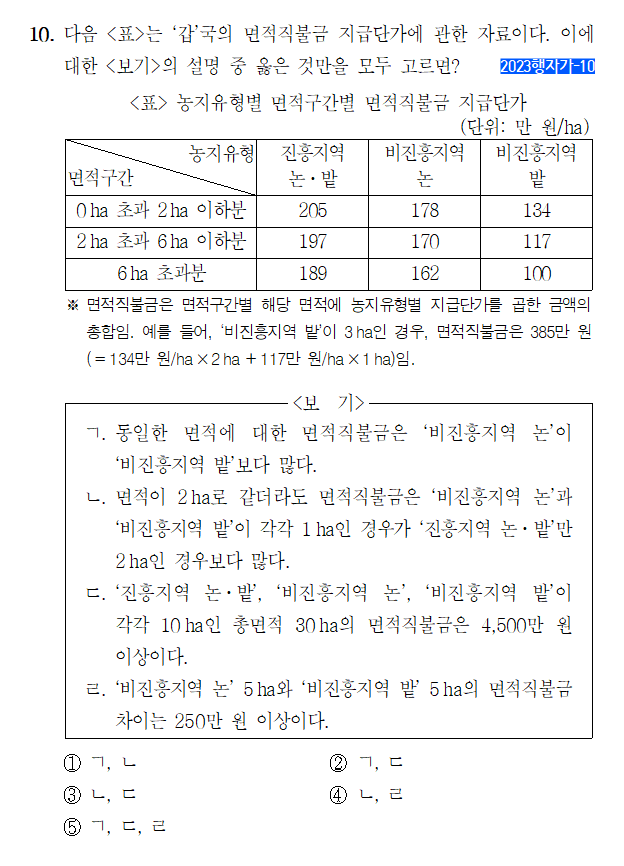 10. 다음 <표>는 ‘갑’국의 면적직불금 지급단가에 관한 자료이다. 이에
대한 <보기>의 설명 중 옳은 것만을 모두 고르면? 2023행자가-10
<표> 농지유형별 면적구간별 면적직불금 지급단가
(단위: 만 원/ha)
농지유형 진흥지역 비진흥지역 비진흥지역
면적구간 논·밭 논 밭
0 ha 초과 2 ha 이하분 205 178 134
2 ha 초과 6 ha 이하분 197 170 117
6 ha 초과분 189 162 100
※ 면적직불금은 면적구간별 해당 면적에 농지유형별 지급단가를 곱한 금액의
총합임. 예를 들어, ‘비진흥지역 밭’이 3 ha인 경우, 면적직불금은 385만 원
(=134만 원/ha×2 ha+117만 원/ha×1 ha)임.
<보 기>
ㄱ. 동일한 면적에 대한 면적직불금은 ‘비진흥지역 논’이
‘비진흥지역 밭’보다 많다.
ㄴ. 면적이 2 ha로 같더라도 면적직불금은 ‘비진흥지역 논’과
‘비진흥지역 밭’이 각각 1 ha인 경우가 ‘진흥지역 논·밭’만
2 ha인 경우보다 많다.
ㄷ. ‘진흥지역 논·밭’, ‘비진흥지역 논’, ‘비진흥지역 밭’이
각각 10 ha인 총면적 30 ha의 면적직불금은 4,500만 원
이상이다.
ㄹ. ‘비진흥지역 논’ 5 ha와 ‘비진흥지역 밭’ 5 ha의 면적직불금
차이는 250만 원 이상이다.
① ㄱ, ㄴ ② ㄱ, ㄷ
③ ㄴ, ㄷ ④ ㄴ, ㄹ
⑤ ㄱ, ㄷ, ㄹ